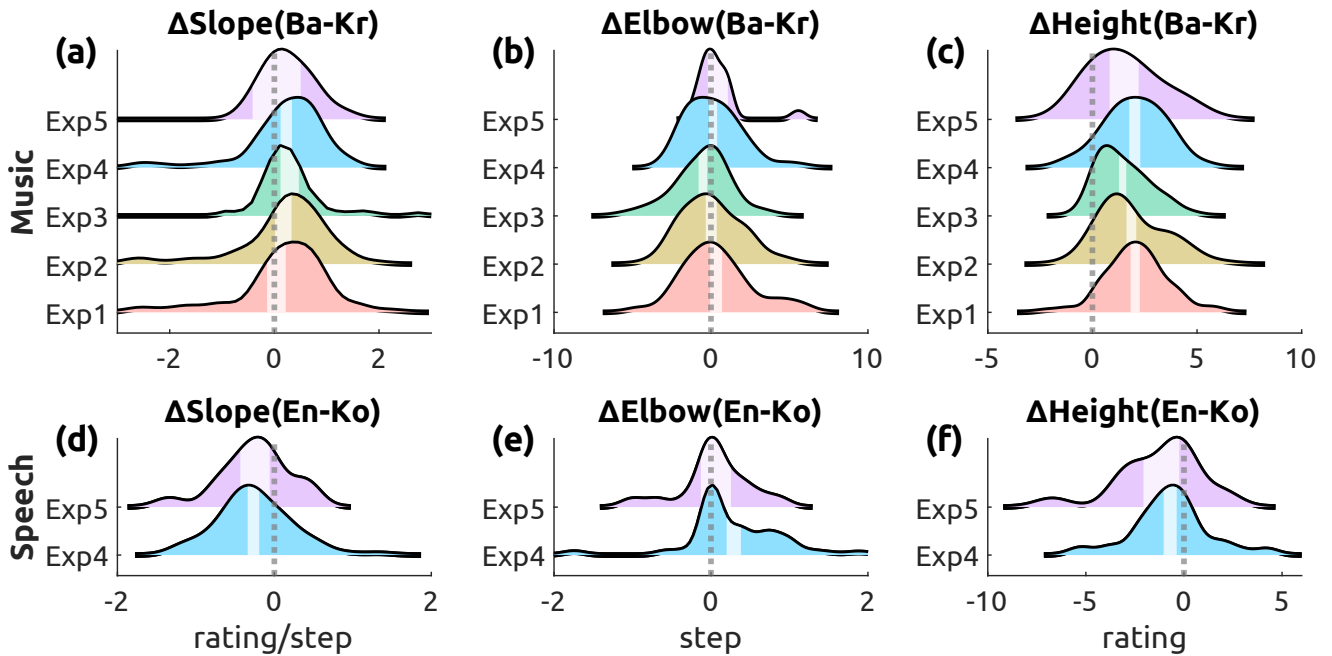 ΔSlope(Ba-Kr)
ΔElbow(Ba-Kr)
ΔHeight(Ba-Kr)
(a)
(b)
(c)
Music
Exp5
Exp4
Exp3
Exp2
Exp1
Exp5
Exp4
Exp3
Exp2
Exp1
Exp5
Exp4
Exp3
Exp2
Exp1
-2 0 2
-10 0 10
-5 0 5 10
ΔSlope(En-Ko)
ΔElbow(En-Ko)
ΔHeight(En-Ko)
(d)
(e)
(f)
Speech
Exp5
Exp4
Exp5
Exp4
Exp5
Exp4
-2 0 2
-2 0 2
-10 -5 0 5
rating/step
step
rating